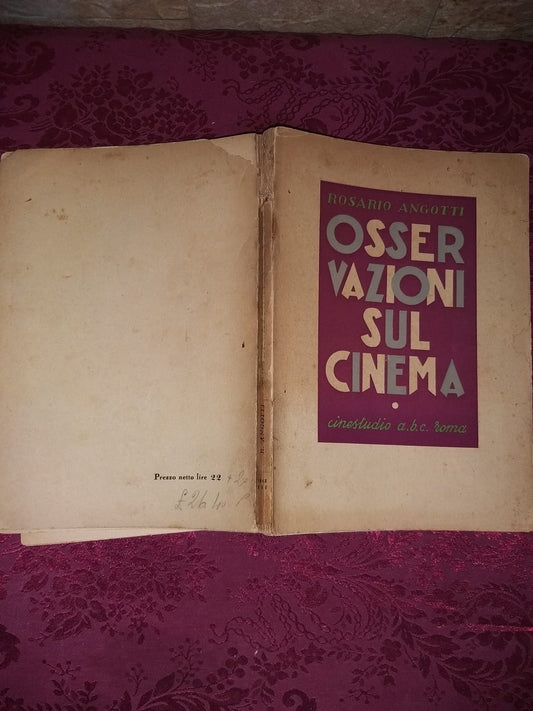 ROSARIO ANGOTTI
OSSER
VAZIONI
SUL
CINEMA
cinestudio a.b.c. roma
Prezzo netto lire 22